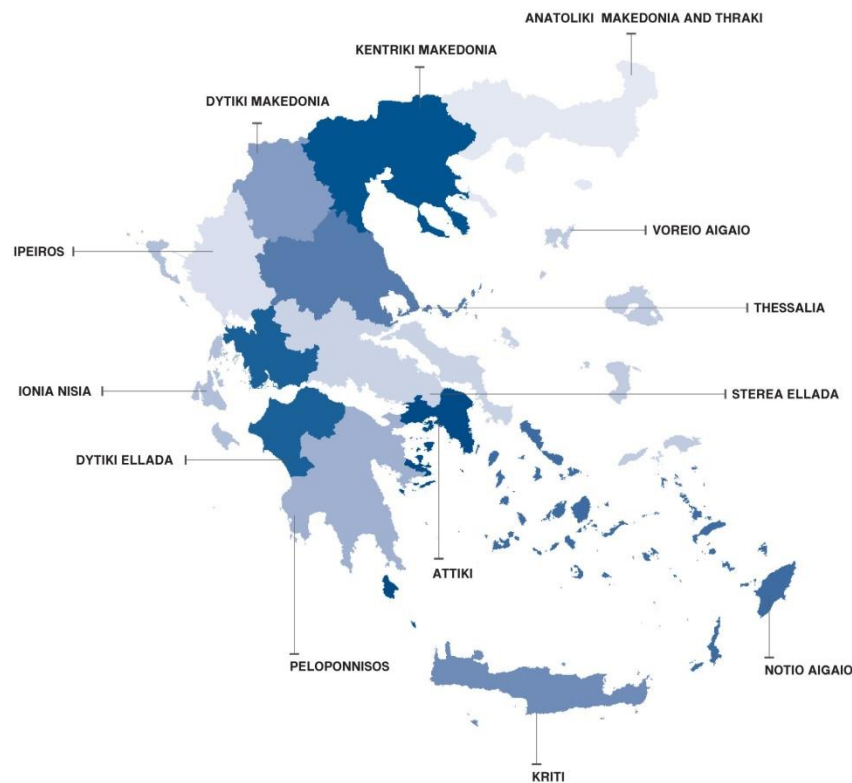 ANATOLIKI MAKEDONIA AND THRAKI
KENTRIKI MAKEDONIA
DYTIKI MAKEDONIA
VOREIO AIGAIO
IPEIROS
THESSALIA
IONIA NISIA
STEREA ELLADA
DYTIKI ELLADA
ATTIKI
PELOPONNISOS
NOTIO AIGAIO
KRITI